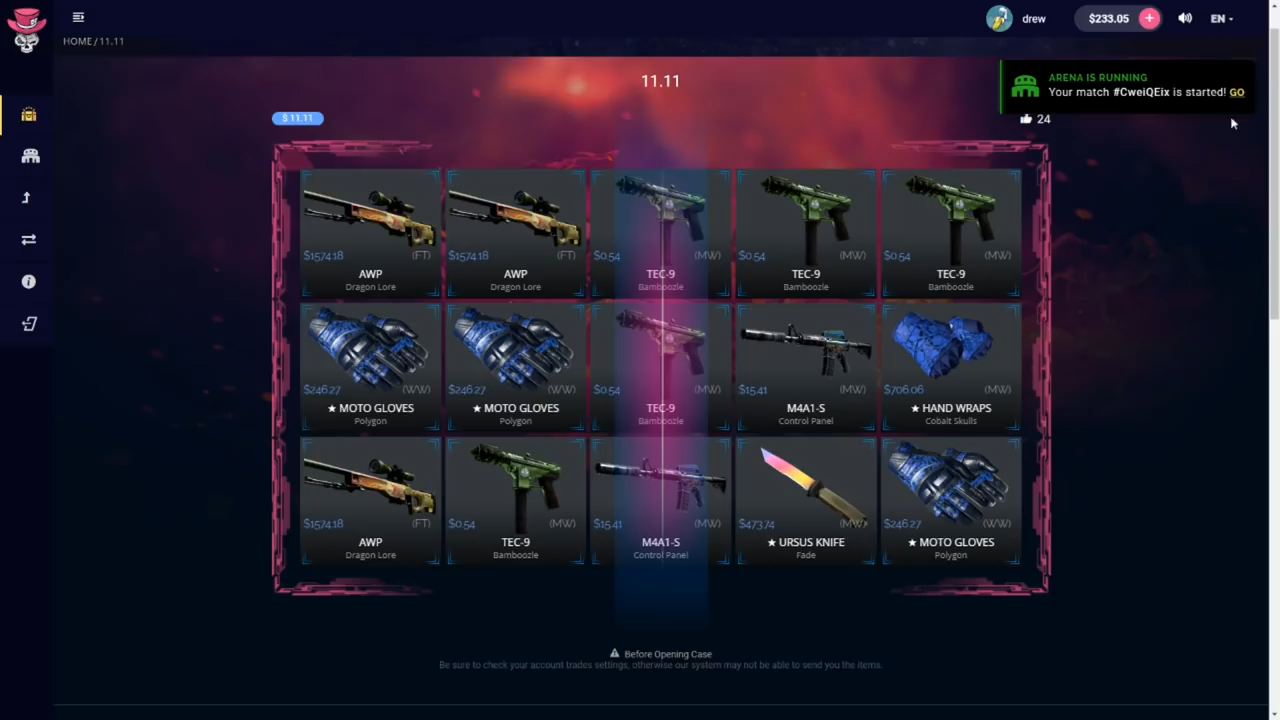 drew
$233.05
EN
HOME / 11.11
11.11
ARENA IS RUNNING
Your match #CweiQEix is started! GO
$ 11.11
24
$1574.18 (FT)
AWP
Dragon Lore
$1574.18 (FT)
AWP
Dragon Lore
$0.54 (MW)
TEC-9
Bamboozle
$0.54 (MW)
TEC-9
Bamboozle
$0.54 (MW)
TEC-9
Bamboozle
$246.27 (WW)
★ MOTO GLOVES
Polygon
$246.27 (WW)
★ MOTO GLOVES
Polygon
$0.54 (MW)
TEC-9
Bamboozle
$15.41 (MW)
M4A1-S
Control Panel
$706.06 (MW)
★ HAND WRAPS
Cobalt Skulls
$1574.18 (FT)
AWP
Dragon Lore
$0.54 (MW)
TEC-9
Bamboozle
$15.41 (MW)
M4A1-S
Control Panel
$473.74 (MW)
★ URSUS KNIFE
Fade
$246.27 (WW)
★ MOTO GLOVES
Polygon
Before Opening Case
Be sure to check your account trades settings, otherwise our system may not be able to send you the items.